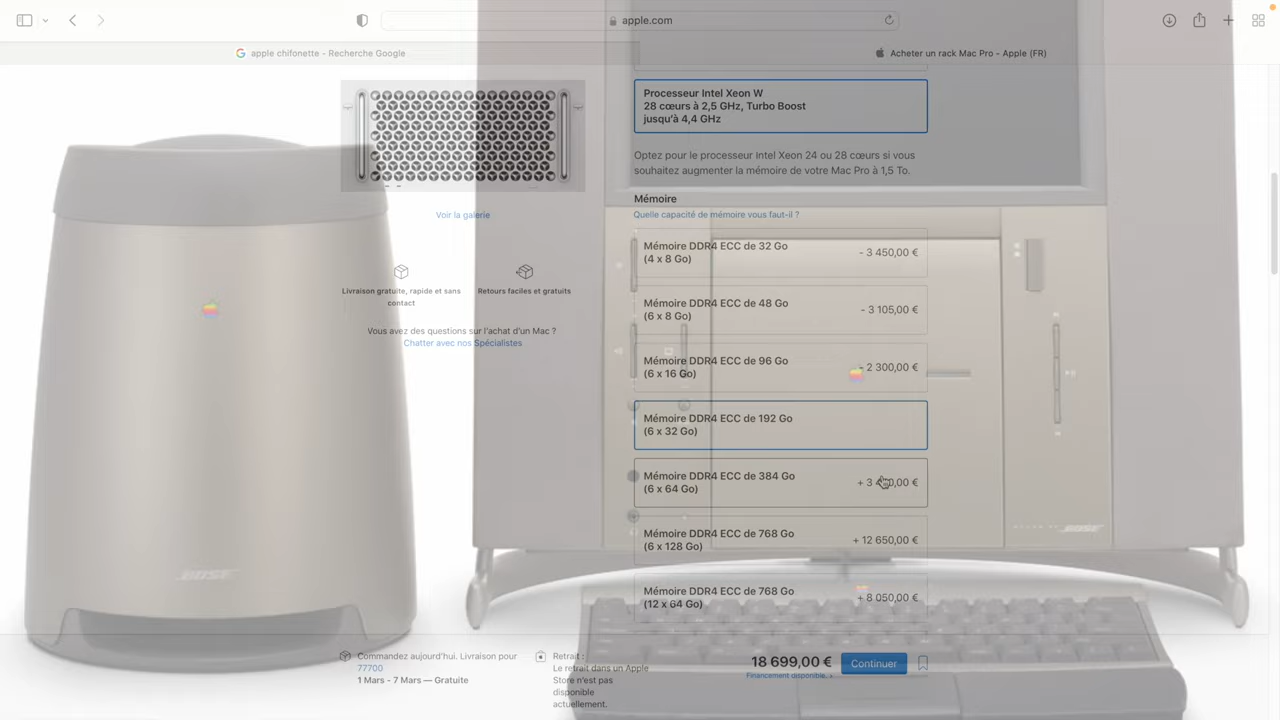 apple.com
apple chifonette - Recherche Google
Acheter un rack Mac Pro - Apple (FR)
Processeur Intel Xeon W
28 cœurs à 2,5 GHz, Turbo Boost
jusqu'à 4,4 GHz
Optez pour le processeur Intel Xeon 24 ou 28 cœurs si vous
souhaitez augmenter la mémoire de votre Mac Pro à 1,5 To.
Mémoire
Quelle capacité de mémoire vous faut-il ?
Voir la galerie
Mémoire DDR4 ECC de 32 Go
(4 x 8 Go)
- 3 450,00 €
Livraison gratuite, rapide et sans
contact
Retours faciles et gratuits
Mémoire DDR4 ECC de 48 Go
(6 x 8 Go)
- 3 105,00 €
Vous avez des questions sur l'achat d'un Mac ?
Chatter avec nos Spécialistes
Mémoire DDR4 ECC de 96 Go
(6 x 16 Go)
- 2 300,00 €
Mémoire DDR4 ECC de 192 Go
(6 x 32 Go)
Mémoire DDR4 ECC de 384 Go
(6 x 64 Go)
Mémoire DDR4 ECC de 768 Go
(6 x 128 Go)
+ 12 650,00 €
Mémoire DDR4 ECC de 768 Go
(12 x 64 Go)
+ 8 050,00 €
BOSE
BOSE
Commandez aujourd'hui. Livraison pour
77700
1 Mars - 7 Mars — Gratuite
Retrait :
Le retrait dans un Apple
Store n'est pas
disponible
actuellement.
18 699,00 €
Financement disponible. >
Continuer